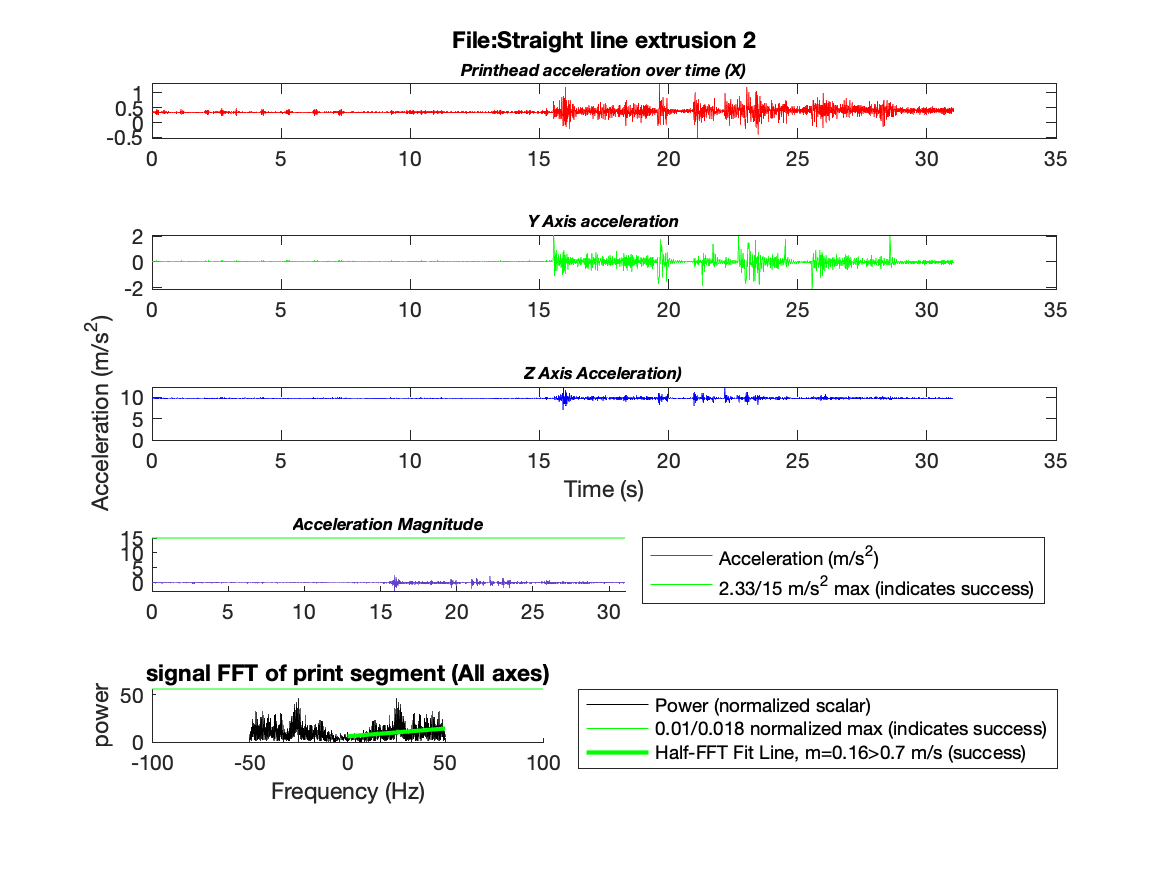 File:Straight line extrusion 2
Printhead acceleration over time (X)
1
0.5
0
-0.5
0 5 10 15 20 25 30 35
Y Axis acceleration
2
0
-2
0 5 10 15 20 25 30 35
Z Axis Acceleration)
10
5
0
0 5 10 15 20 25 30 35
Time (s)
Acceleration (m/s²)
Acceleration Magnitude
15
10
5
0
0 5 10 15 20 25 30
Acceleration (m/s²)
2.33/15 m/s² max (indicates success)
signal FFT of print segment (All axes)
power
50
0
-100 -50 0 50 100
Frequency (Hz)
Power (normalized scalar)
0.01/0.018 normalized max (indicates success)
Half-FFT Fit Line, m=0.16>0.7 m/s (success)